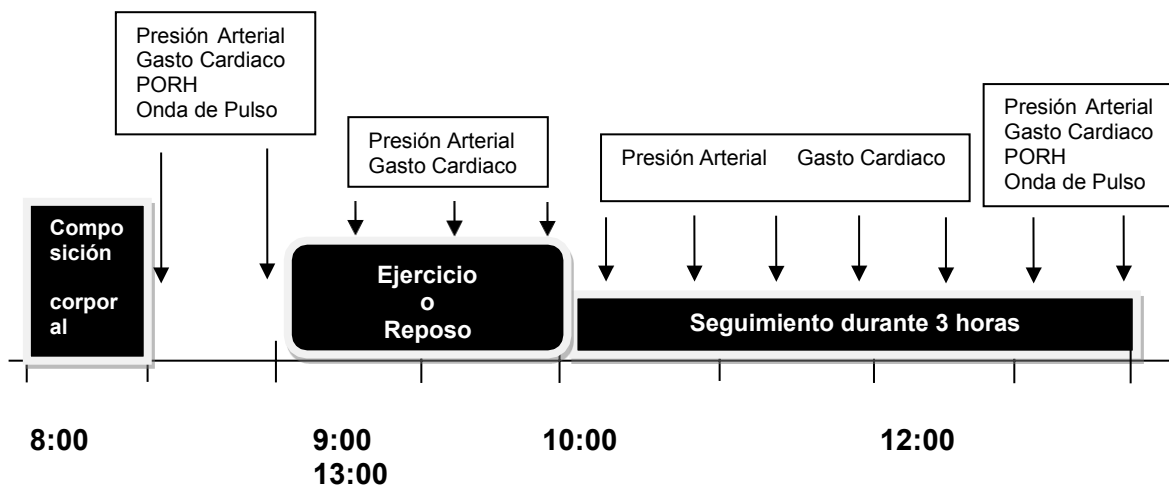 Presión Arterial
Gasto Cardiaco
PORH
Onda de Pulso
Presión Arterial
Gasto Cardiaco
Presión Arterial Gasto Cardiaco
Presión Arterial
Gasto Cardiaco
PORH
Onda de Pulso
Compo
sición
corpor
al
Ejercicio
o
Reposo
Seguimiento durante 3 horas
8:00 9:00 10:00 12:00
13:00